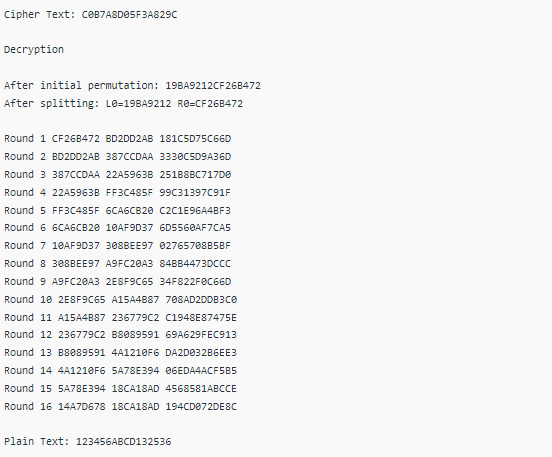 Cipher Text: C0B7A8D05F3A829C
Decryption
After initial permutation: 19BA9212CF26B472
After splitting: L0=19BA9212 R0=CF26B472
Round 1 CF26B472 BD2DD2AB 181C5D75C66D
Round 2 BD2DD2AB 387CCDAA 3330C5D9A36D
Round 3 387CCDAA 22A5963B 251B8BC717D0
Round 4 22A5963B FF3C485F 99C31397C91F
Round 5 FF3C485F 6CA6CB20 C2C1E96A4BF3
Round 6 6CA6CB20 10AF9D37 6D5560AF7CA5
Round 7 10AF9D37 308BEE97 02765708B5BF
Round 8 308BEE97 A9FC20A3 84BB4473DCCC
Round 9 A9FC20A3 2E8F9C65 34F822F0C66D
Round 10 2E8F9C65 A15A4B87 708AD2DDB3C0
Round 11 A15A4B87 236779C2 C1948E87475E
Round 12 236779C2 B8089591 69A629FEC913
Round 13 B8089591 4A1210F6 DA2D032B6EE3
Round 14 4A1210F6 5A78E394 06EDA4ACF5B5
Round 15 5A78E394 18CA18AD 4568581ABCCE
Round 16 14A7D678 18CA18AD 194CD072DE8C
Plain Text: 123456ABCD132536